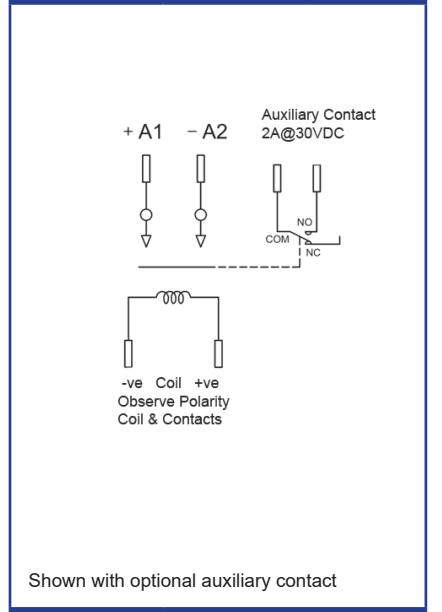 Auxiliary Contact
2A@30VDC
+ A1 − A2
NO
COM
NC
-ve Coil +ve
Observe Polarity
Coil & Contacts
Shown with optional auxiliary contact